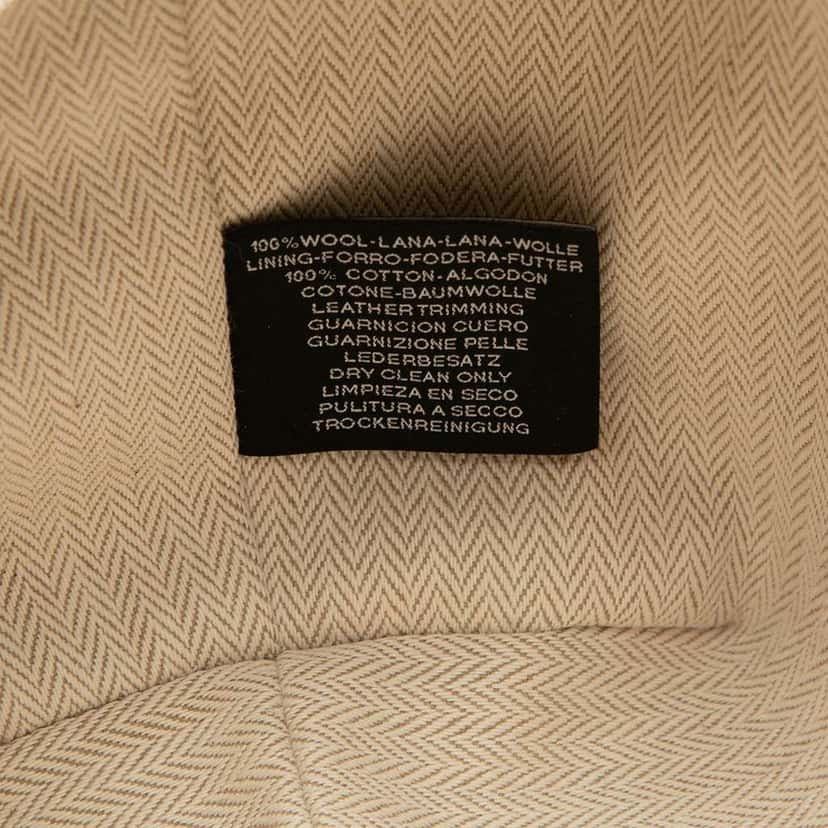 100%WOOL-LANA-LANA-WOLLE
LINING-FORRO-FODERA-FUTTER
100% COTTON-ALGODON
COTONE-BAUMWOLLE
LEATHER TRIMMING
GUARNICION CUERO
GUARNIZIONE PELLE
LEDERBESATZ
DRY CLEAN ONLY
LIMPIEZA EN SECO
PULITURA A SECCO
TROCKENREINIGUNG